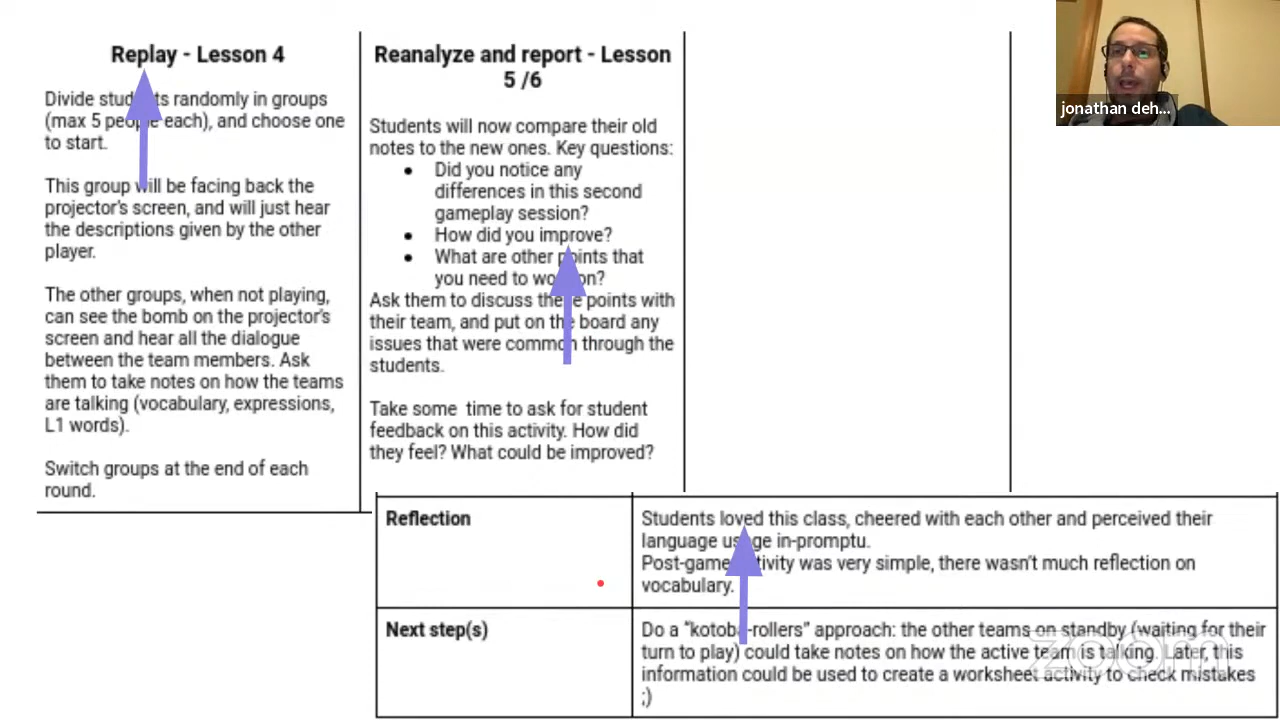 Replay - Lesson 4
Divide students randomly in groups
(max 5 people each), and choose one
to start.
This group will be facing back the
projector's screen, and will just hear
the descriptions given by the other
player.
The other groups, when not playing,
can see the bomb on the projector's
screen and hear all the dialogue
between the team members. Ask
them to take notes on how the teams
are talking (vocabulary, expressions,
L1 words).
Switch groups at the end of each
round.
Reanalyze and report - Lesson
5 /6
Students will now compare their old
notes to the new ones. Key questions:
• Did you notice any
differences in this second
gameplay session?
• How did you improve?
• What are other points that
you need to work on?
Ask them to discuss these points with
their team, and put on the board any
issues that were common through the
students.
Take some time to ask for student
feedback on this activity. How did
they feel? What could be improved?
jonathan deh...
Reflection
Students loved this class, cheered with each other and perceived their
language usage in-promptu.
Post-game activity was very simple, there wasn't much reflection on
vocabulary.
Next step(s)
Do a "kotoba-rollers" approach: the other teams on standby (waiting for their
turn to play) could take notes on how the active team is talking. Later, this
information could be used to create a worksheet activity to check mistakes
;)
zoom